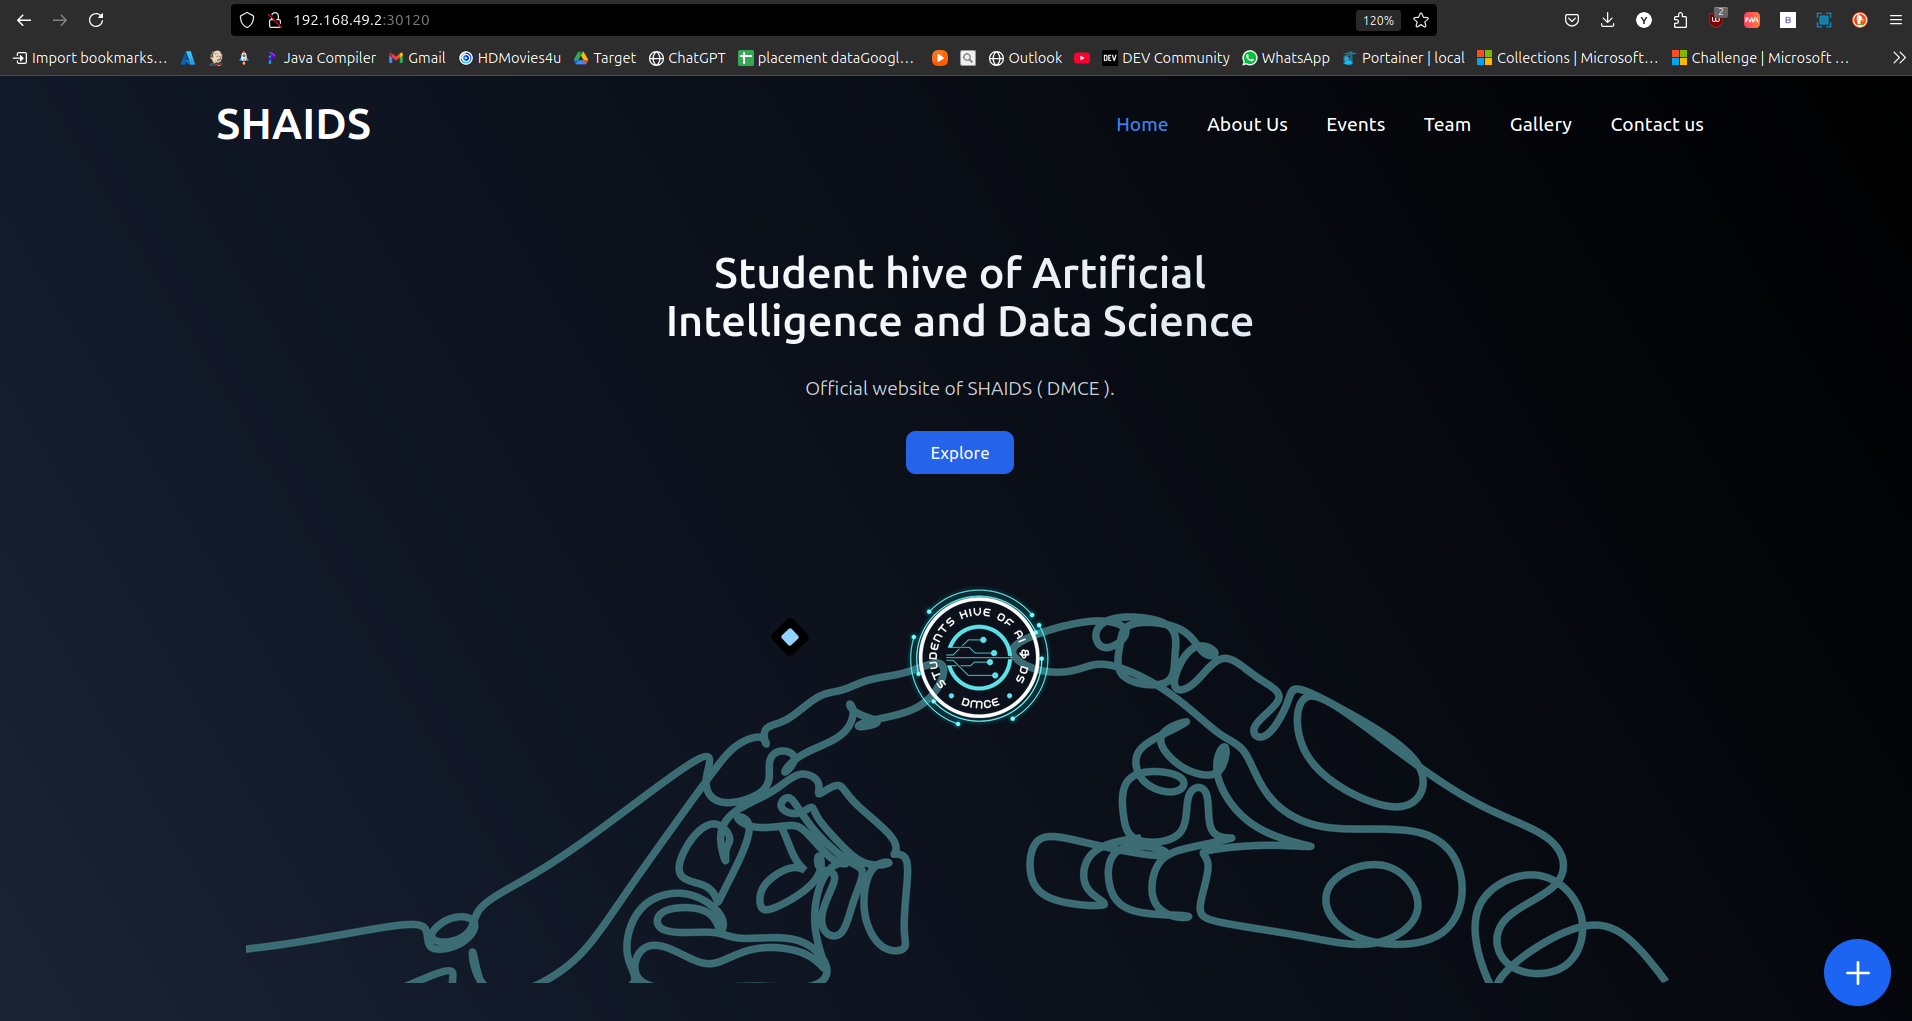 192.168.49.2:30120
120%
2
Import bookmarks...
Java Compiler
Gmail
HDMovies4u
Target
ChatGPT
placement dataGoogl...
Outlook
DEV Community
WhatsApp
Portainer | local
Collections | Microsoft...
Challenge | Microsoft ...
SHAIDS
Home
About Us
Events
Team
Gallery
Contact us
Student hive of Artificial
Intelligence and Data Science
Official website of SHAIDS ( DMCE ).
Explore
STUDENTS HIVE OF AI & DS
DMCE